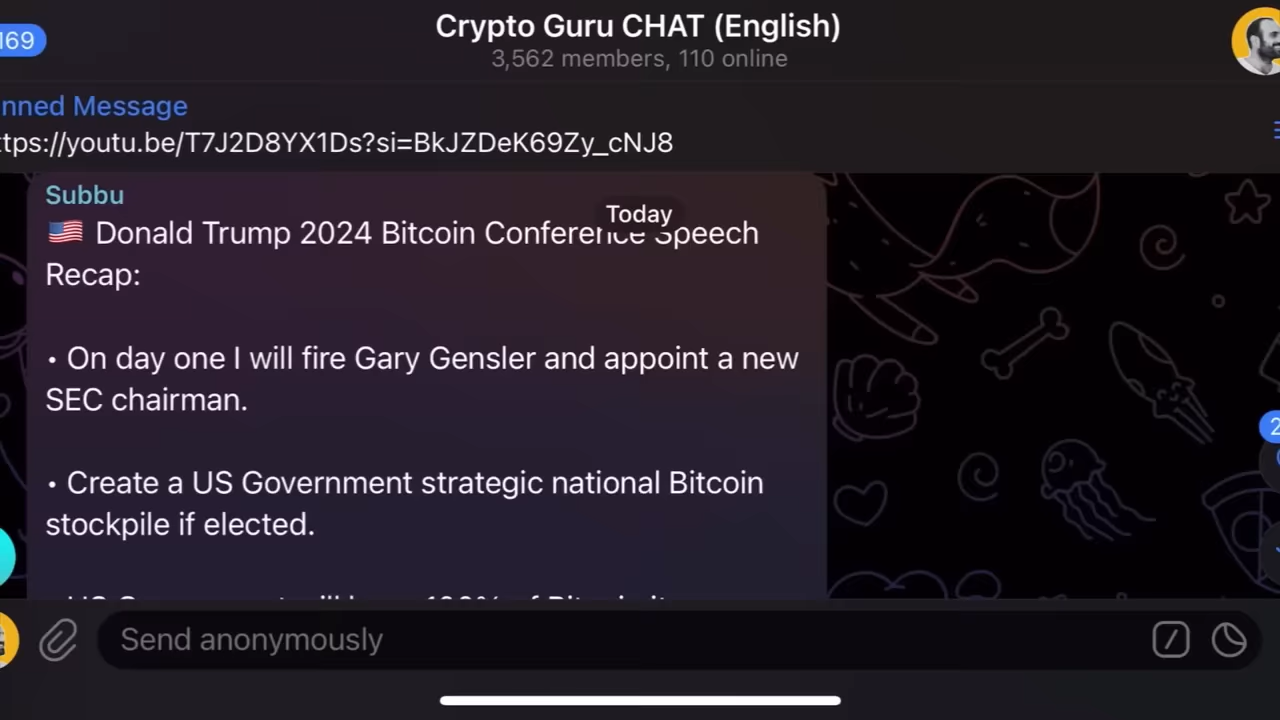 169
Crypto Guru CHAT (English)
3,562 members, 110 online
nned Message
ttps://youtu.be/T7J2D8YX1Ds?si=BkJZDeK69Zy_cNJ8
Subbu
Today
🇺🇸 Donald Trump 2024 Bitcoin Conference Speech
Recap:
• On day one I will fire Gary Gensler and appoint a new
SEC chairman.
• Create a US Government strategic national Bitcoin
stockpile if elected.
2
Send anonymously